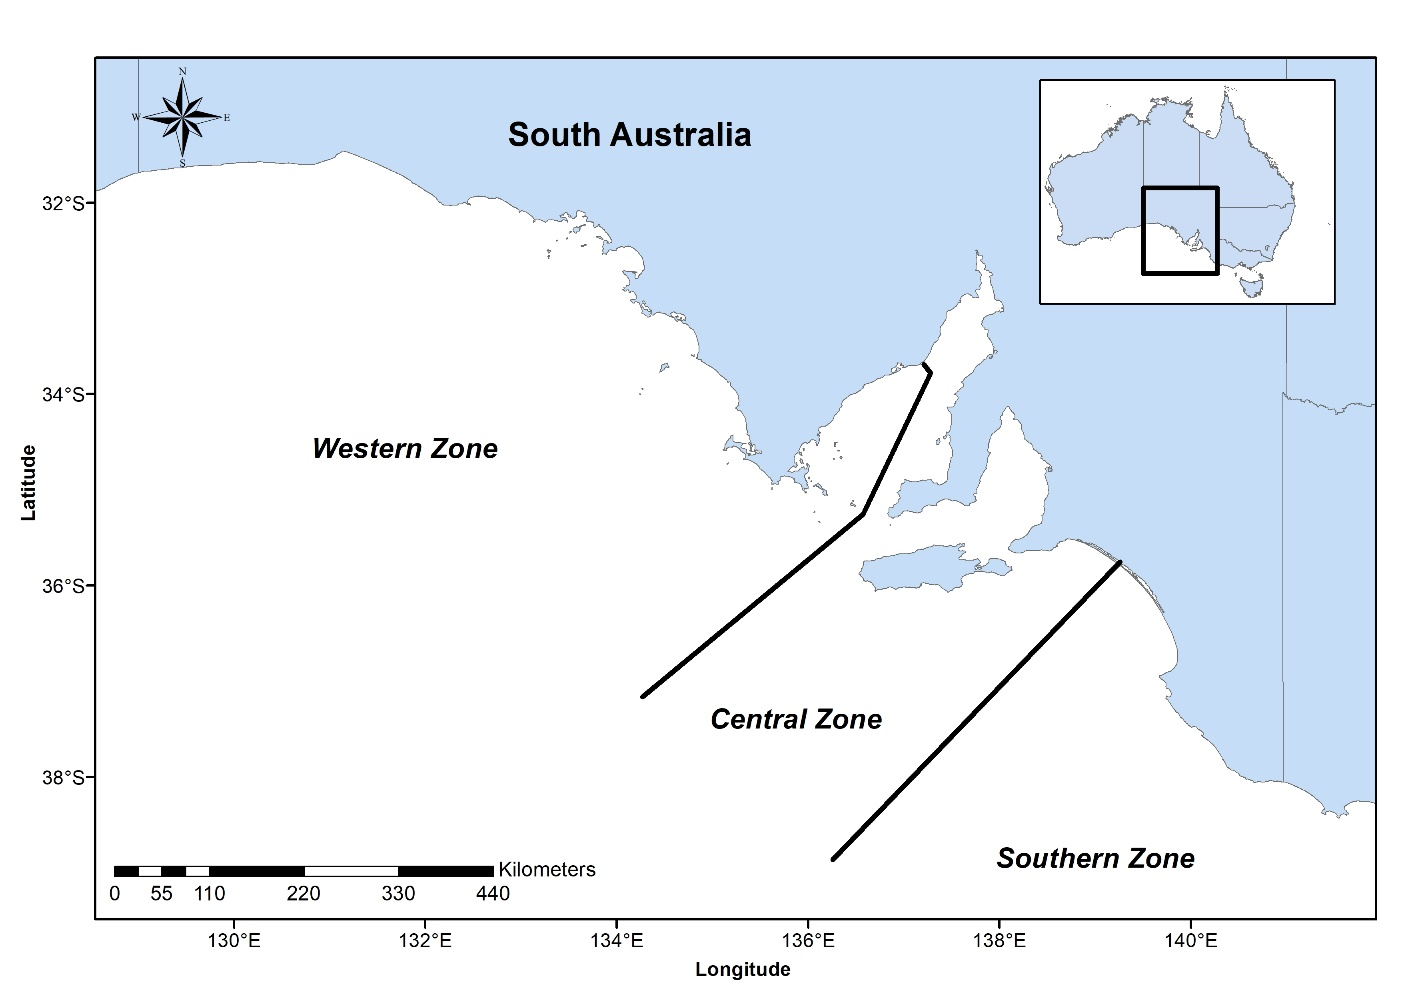 N
W E
S
South Australia
32°S
34°S
Western Zone
Latitude
36°S
Central Zone
38°S
Southern Zone
Kilometers
0 55 110 220 330 440
130°E 132°E 134°E 136°E 138°E 140°E
Longitude